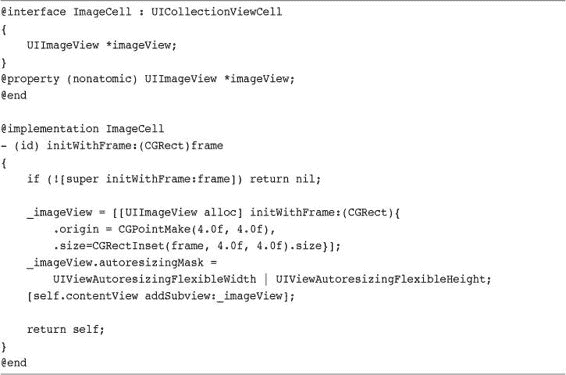 @interface ImageCell : UICollectionViewCell
{
    UIImageView *imageView;
}
@property (nonatomic) UIImageView *imageView;
@end

@implementation ImageCell
- (id) initWithFrame:(CGRect)frame
{
    if (![super initWithFrame:frame]) return nil;

    _imageView = [[UIImageView alloc] initWithFrame:(CGRect){
        .origin = CGPointMake(4.0f, 4.0f),
        .size=CGRectInset(frame, 4.0f, 4.0f).size}];
    _imageView.autoresizingMask =
        UIViewAutoresizingFlexibleWidth | UIViewAutoresizingFlexibleHeight;
    [self.contentView addSubview:_imageView];

    return self;
}
@end